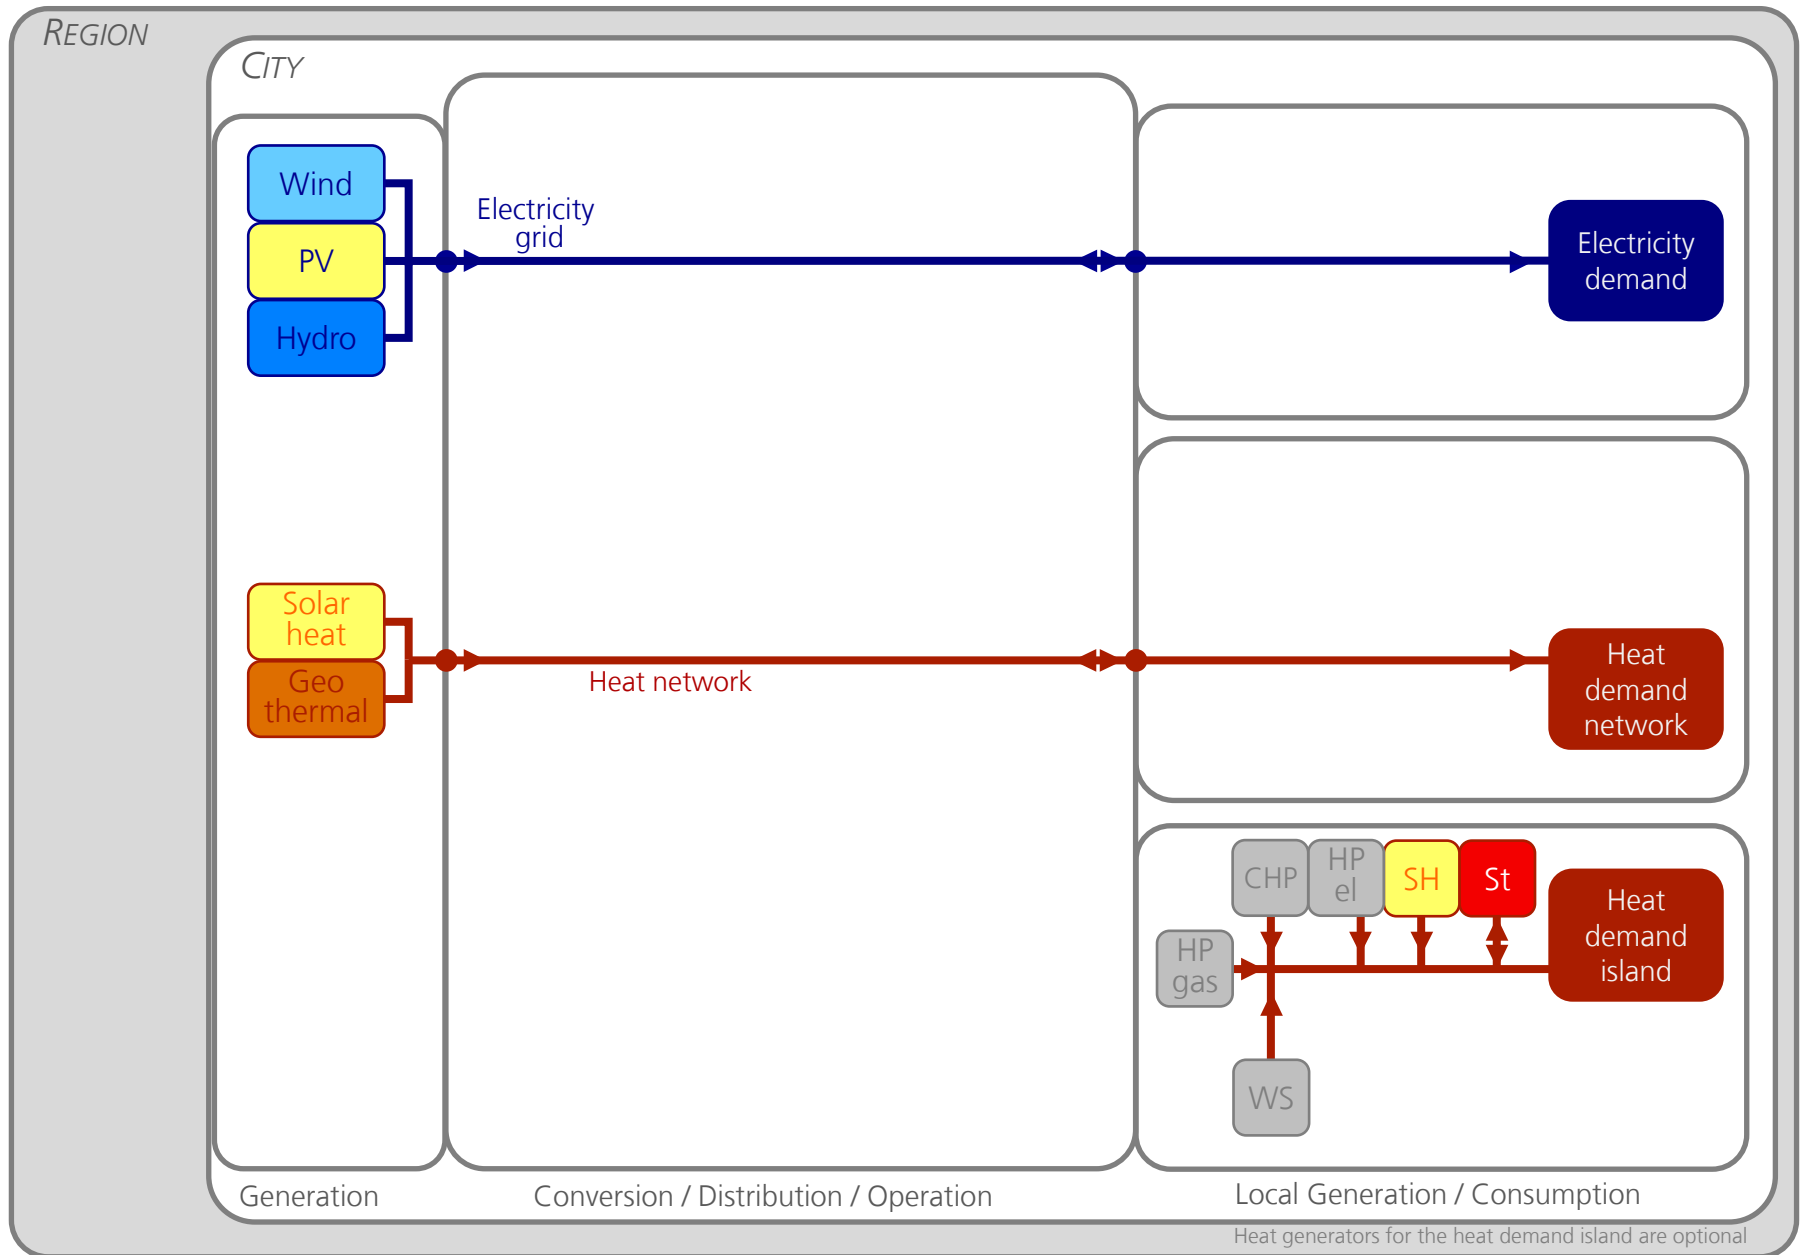 REGION
CITY
Wind
PV
Hydro
Electricity
grid
Electricity
demand
Solar
heat
Geo
thermal
Heat network
Heat
demand
network
CHP
HP
el
SH
St
HP
gas
WS
Heat
demand
island
Generation
Conversion / Distribution / Operation
Local Generation / Consumption
Heat generators for the heat demand island are optional